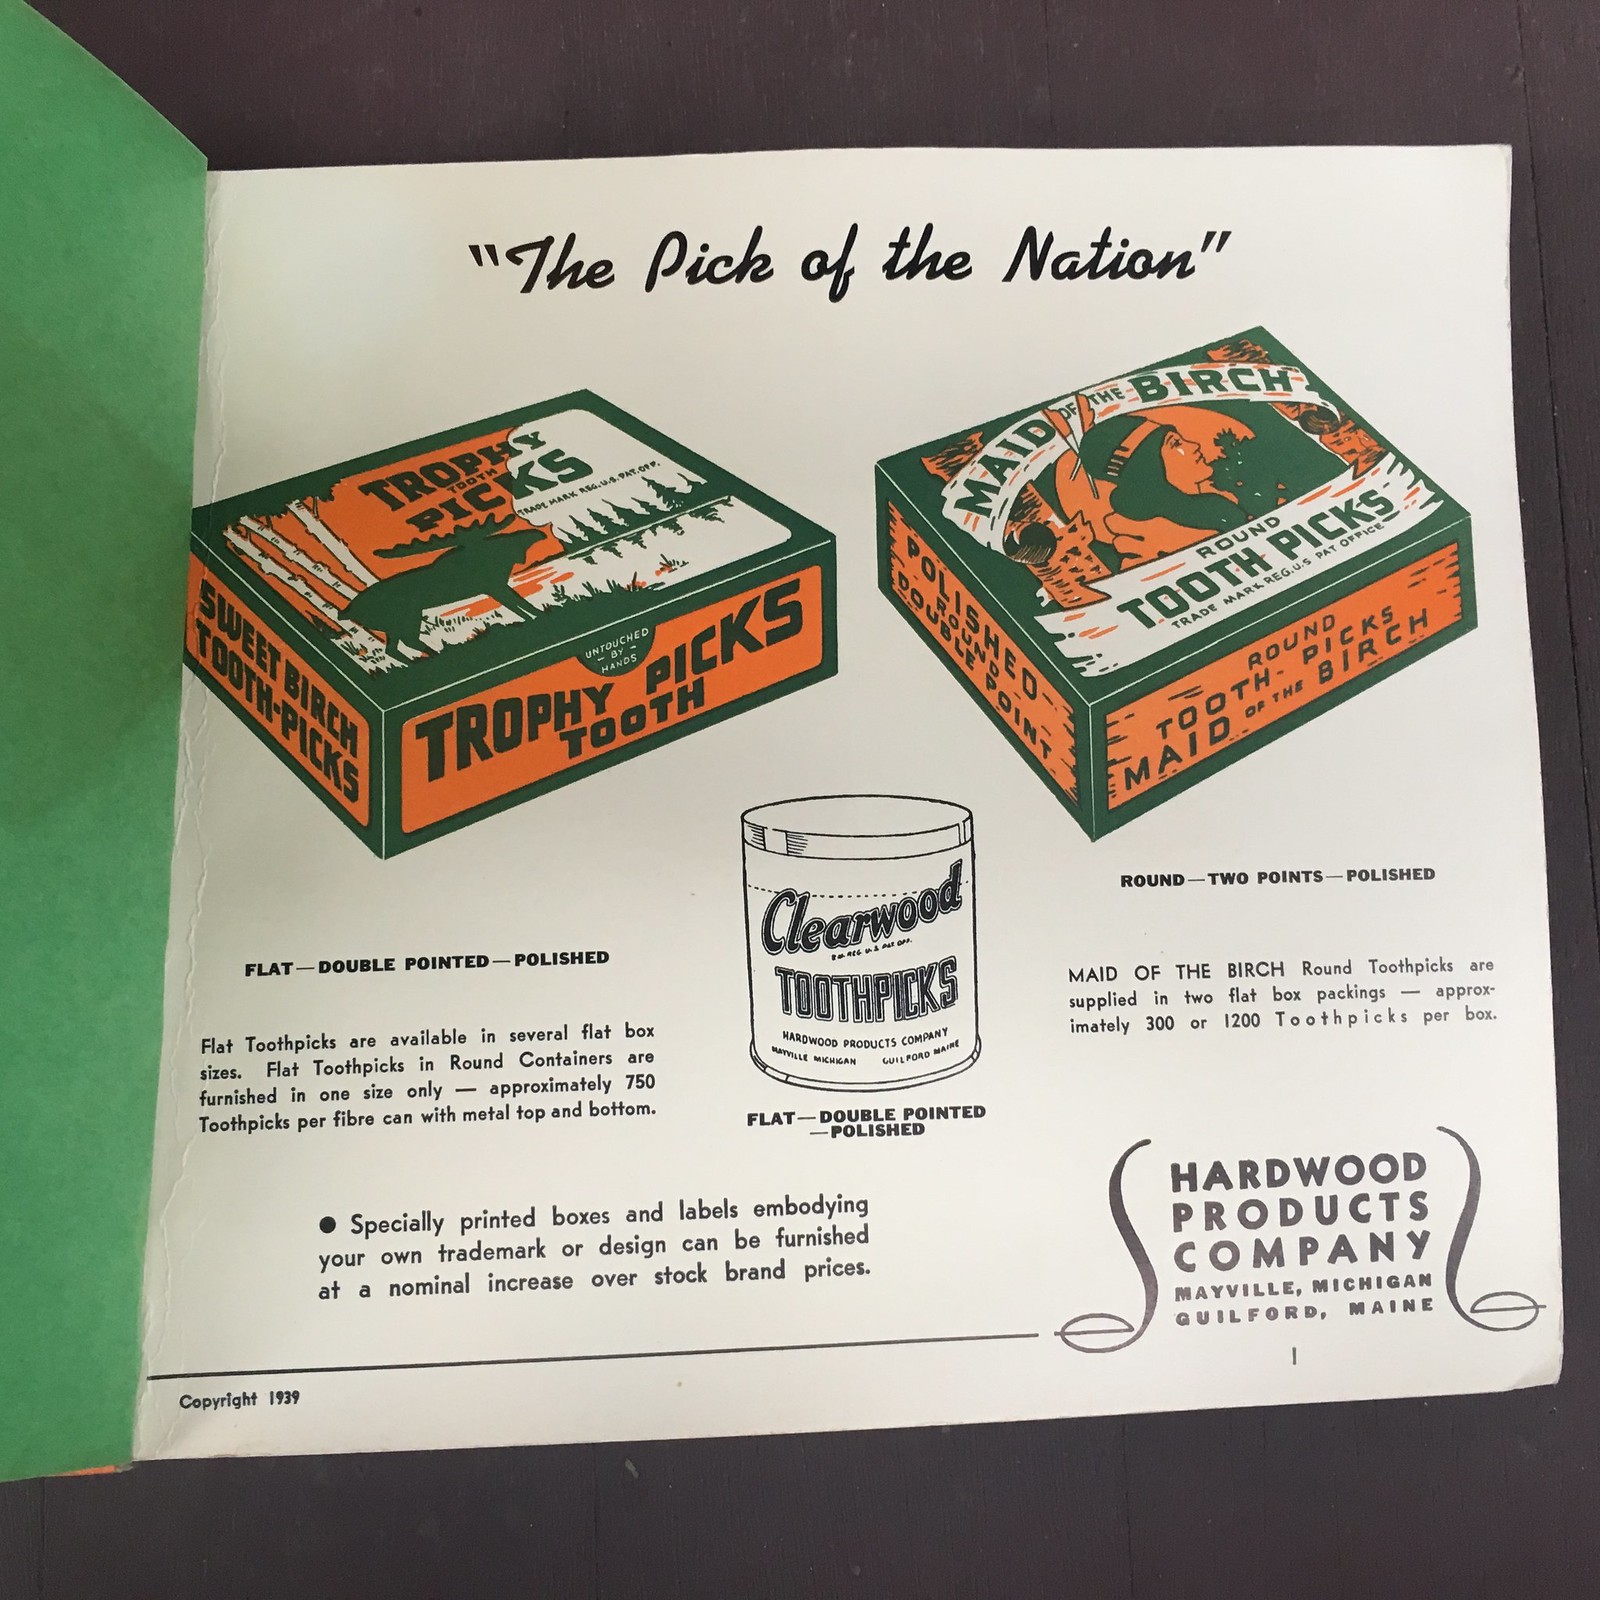 "The Pick of the Nation"
TROPHY
TOOTH
PICKS
TRADE MARK REG. U.S. PAT. OFF.
UNTOUCHED
BY
HANDS
SWEET BIRCH
TOOTH-PICKS
TROPHY PICKS
TOOTH
MAID OF THE BIRCH
ROUND
TOOTH PICKS
TRADE MARK REG. U.S. PAT OFFICE
POLISHED
ROUND
DOUBLE POINT
ROUND
TOOTH-PICKS
MAID OF THE BIRCH
ROUND—TWO POINTS—POLISHED
MAID OF THE BIRCH Round Toothpicks are
supplied in two flat box packings — approx-
imately 300 or 1200 Toothpicks per box.
Clearwood
T.M. REG. U.S. PAT. OFF.
TOOTHPICKS
HARDWOOD PRODUCTS COMPANY
MAYVILLE MICHIGAN GUILFORD MAINE
FLAT—DOUBLE POINTED
—POLISHED
FLAT—DOUBLE POINTED—POLISHED
Flat Toothpicks are available in several flat box
sizes. Flat Toothpicks in Round Containers are
furnished in one size only — approximately 750
Toothpicks per fibre can with metal top and bottom.
● Specially printed boxes and labels embodying
your own trademark or design can be furnished
at a nominal increase over stock brand prices.
HARDWOOD
PRODUCTS
COMPANY
MAYVILLE, MICHIGAN
GUILFORD, MAINE
1
Copyright 1939